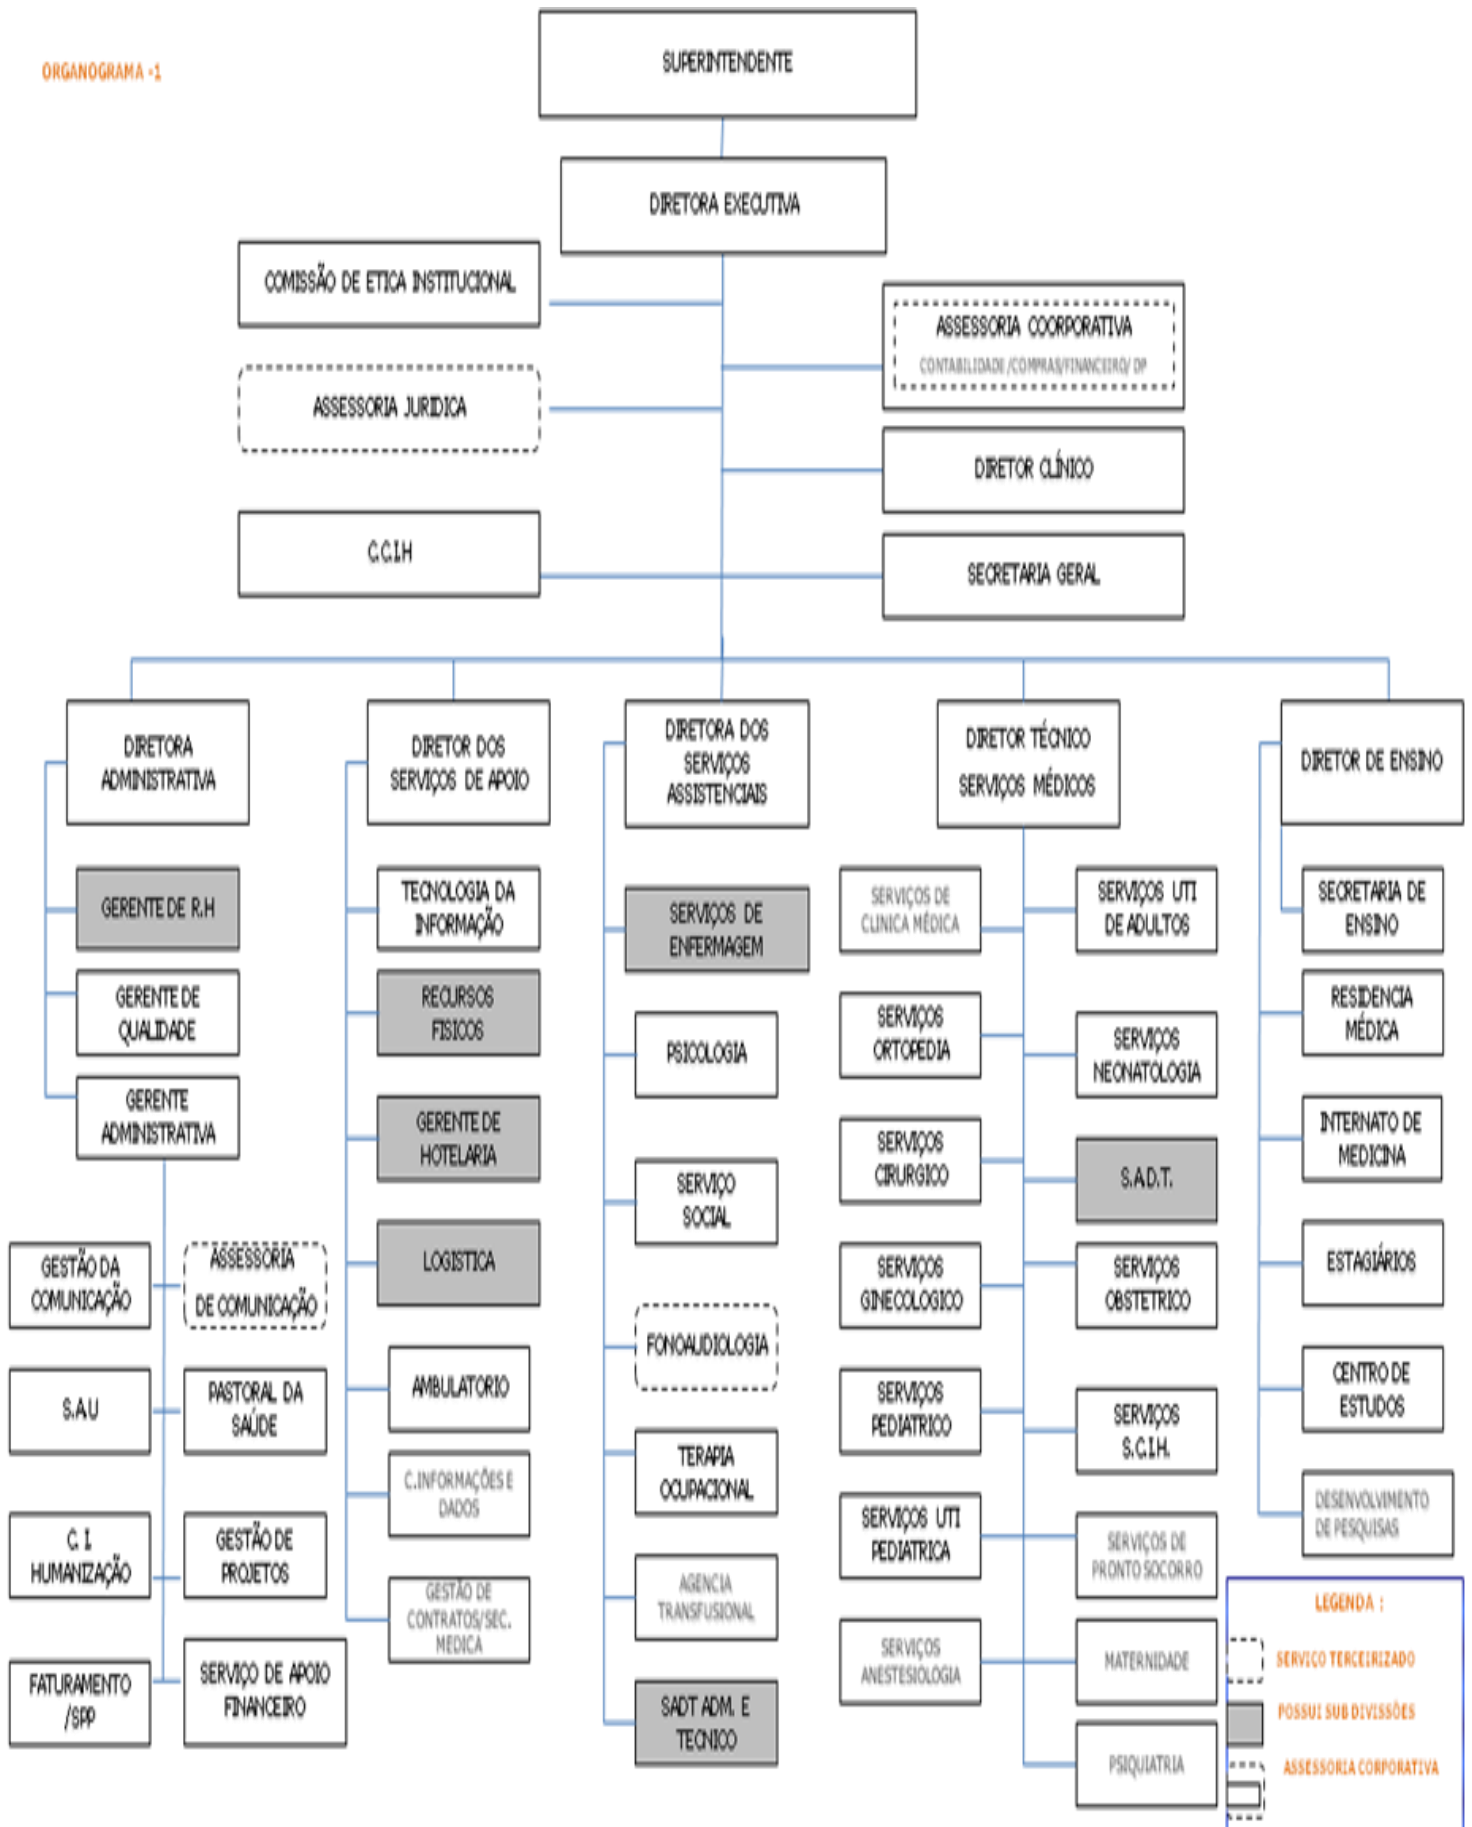 ORGANOGRAMA -1
SUPERINTENDENTE
DIRETORA EXECUTIVA
COMISSÃO DE ETICA INSTITUCIONAL
ASSESSORIA COORPORATIVA
CONTABILIDADE/COMPRAS/FINANCEIRO/ DP
ASSESSORIA JURIDICA
DIRETOR CLÍNICO
C.C.I.H
SECRETARIA GERAL
DIRETORA
ADMINISTRATIVA
GERENTE DE R.H
GERENTE DE
QUALIDADE
GERENTE
ADMINISTRATIVA
GESTÃO DA
COMUNICAÇÃO
ASSESSORIA
DE COMUNICAÇÃO
S.A.U
PASTORAL DA
SAÚDE
C. I.
HUMANIZAÇÃO
GESTÃO DE
PROJETOS
FATURAMENTO
/SPP
SERVIÇO DE APOIO
FINANCEIRO
DIRETOR DOS
SERVIÇOS DE APOIO
TECNOLOGIA DA
INFORMAÇÃO
RECURSOS
FISICOS
GERENTE DE
HOTELARIA
LOGISTICA
AMBULATORIO
C.INFORMAÇÕES E
DADOS
GESTÃO DE
CONTRATOS/SEC.
MEDICA
DIRETORA DOS
SERVIÇOS
ASSISTENCIAIS
SERVIÇOS DE
ENFERMAGEM
PSICOLOGIA
SERVIÇO
SOCIAL
FONOAUDIOLOGIA
TERAPIA
OCUPACIONAL
AGENCIA
TRANSFUSIONAL
SADT ADM. E
TECNICO
DIRETOR TÉCNICO
SERVIÇOS MÉDICOS
SERVIÇOS DE
CLINICA MÉDICA
SERVIÇOS UTI
DE ADULTOS
SERVIÇOS
ORTOPEDIA
SERVIÇOS
NEONATOLOGIA
SERVIÇOS
CIRURGICO
S.A.D.T.
SERVIÇOS
GINECOLOGICO
SERVIÇOS
OBSTETRICO
SERVIÇOS
PEDIATRICO
SERVIÇOS
S.C.I.H.
SERVIÇOS UTI
PEDIATRICA
SERVIÇOS DE
PRONTO SOCORRO
SERVIÇOS
ANESTESIOLOGIA
MATERNIDADE
PSIQUIATRIA
DIRETOR DE ENSINO
SECRETARIA DE
ENSINO
RESIDENCIA
MÉDICA
INTERNATO DE
MEDICINA
ESTAGIÁRIOS
CENTRO DE
ESTUDOS
DESENVOLVIMENTO
DE PESQUISAS
LEGENDA :
SERVICO TERCEIRIZADO
POSSUI SUB DIVISSÕES
ASSESSORIA CORPORATIVA